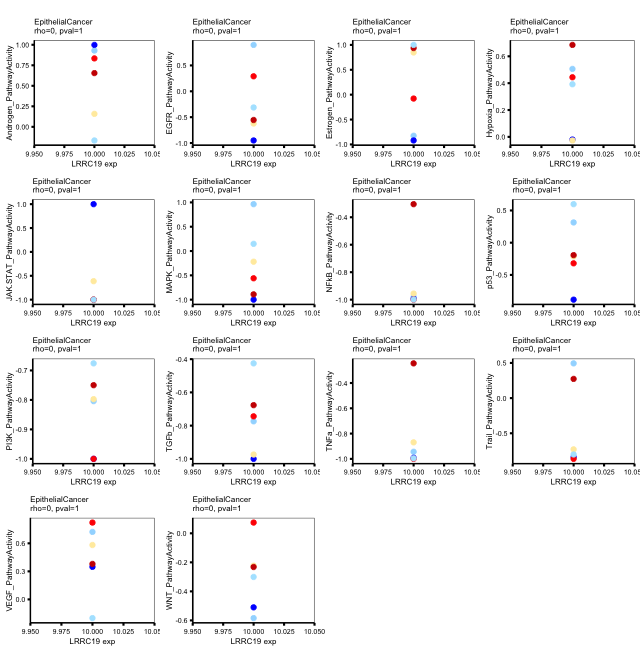 EpithelialCancer
rho=0, pval=1
Androgen_PathwayActivity
1.00
0.75
0.50
0.25
0.00
9.950 9.975 10.000 10.025 10.05
LRRC19 exp
EpithelialCancer
rho=0, pval=1
EGFR_PathwayActivity
1.0
0.5
0.0
-0.5
-1.0
9.950 9.975 10.000 10.025 10.05
LRRC19 exp
EpithelialCancer
rho=0, pval=1
Estrogen_PathwayActivity
1.0
0.5
0.0
-0.5
-1.0
9.950 9.975 10.000 10.025 10.05
LRRC19 exp
EpithelialCancer
rho=0, pval=1
Hypoxia_PathwayActivity
0.6
0.4
0.2
0.0
9.950 9.975 10.000 10.025 10.05
LRRC19 exp
EpithelialCancer
rho=0, pval=1
JAK-STAT_PathwayActivity
1.0
0.5
0.0
-0.5
-1.0
9.950 9.975 10.000 10.025 10.05
LRRC19 exp
EpithelialCancer
rho=0, pval=1
MAPK_PathwayActivity
1.0
0.5
0.0
-0.5
-1.0
9.950 9.975 10.000 10.025 10.05
LRRC19 exp
EpithelialCancer
rho=0, pval=1
NFkB_PathwayActivity
-0.4
-0.6
-0.8
-1.0
9.950 9.975 10.000 10.025 10.05
LRRC19 exp
EpithelialCancer
rho=0, pval=1
p53_PathwayActivity
0.5
0.0
-0.5
9.950 9.975 10.000 10.025 10.05
LRRC19 exp
EpithelialCancer
rho=0, pval=1
PI3K_PathwayActivity
-0.7
-0.8
-0.9
-1.0
9.950 9.975 10.000 10.025 10.05
LRRC19 exp
EpithelialCancer
rho=0, pval=1
TGFb_PathwayActivity
-0.4
-0.6
-0.8
-1.0
9.950 9.975 10.000 10.025 10.05
LRRC19 exp
EpithelialCancer
rho=0, pval=1
TNFa_PathwayActivity
-0.4
-0.6
-0.8
-1.0
9.950 9.975 10.000 10.025 10.05
LRRC19 exp
EpithelialCancer
rho=0, pval=1
Trail_PathwayActivity
0.5
0.0
-0.5
9.950 9.975 10.000 10.025 10.05
LRRC19 exp
EpithelialCancer
rho=0, pval=1
VEGF_PathwayActivity
0.6
0.3
0.0
9.950 9.975 10.000 10.025 10.05
LRRC19 exp
EpithelialCancer
rho=0, pval=1
WNT_PathwayActivity
0.0
-0.2
-0.4
-0.6
9.950 9.975 10.000 10.025 10.050
LRRC19 exp